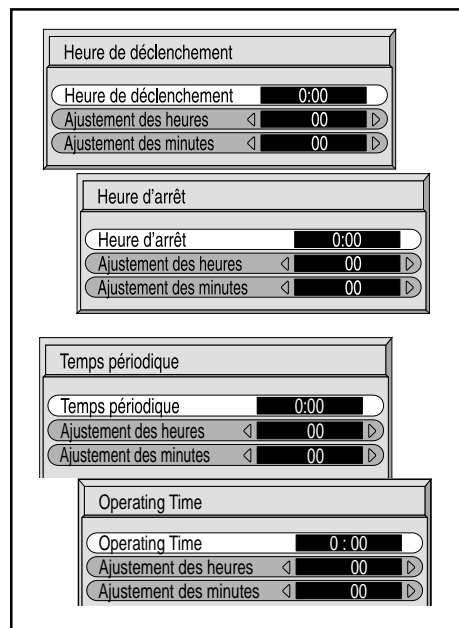 Heure de déclenchement
Heure de déclenchement 0:00
Ajustement des heures 00
Ajustement des minutes 00
Heure d'arrêt
Heure d'arrêt 0:00
Ajustement des heures 00
Ajustement des minutes 00
Temps périodique
Temps périodique 0:00
Ajustement des heures 00
Ajustement des minutes 00
Operating Time
Operating Time 0 : 00
Ajustement des heures 00
Ajustement des minutes 00